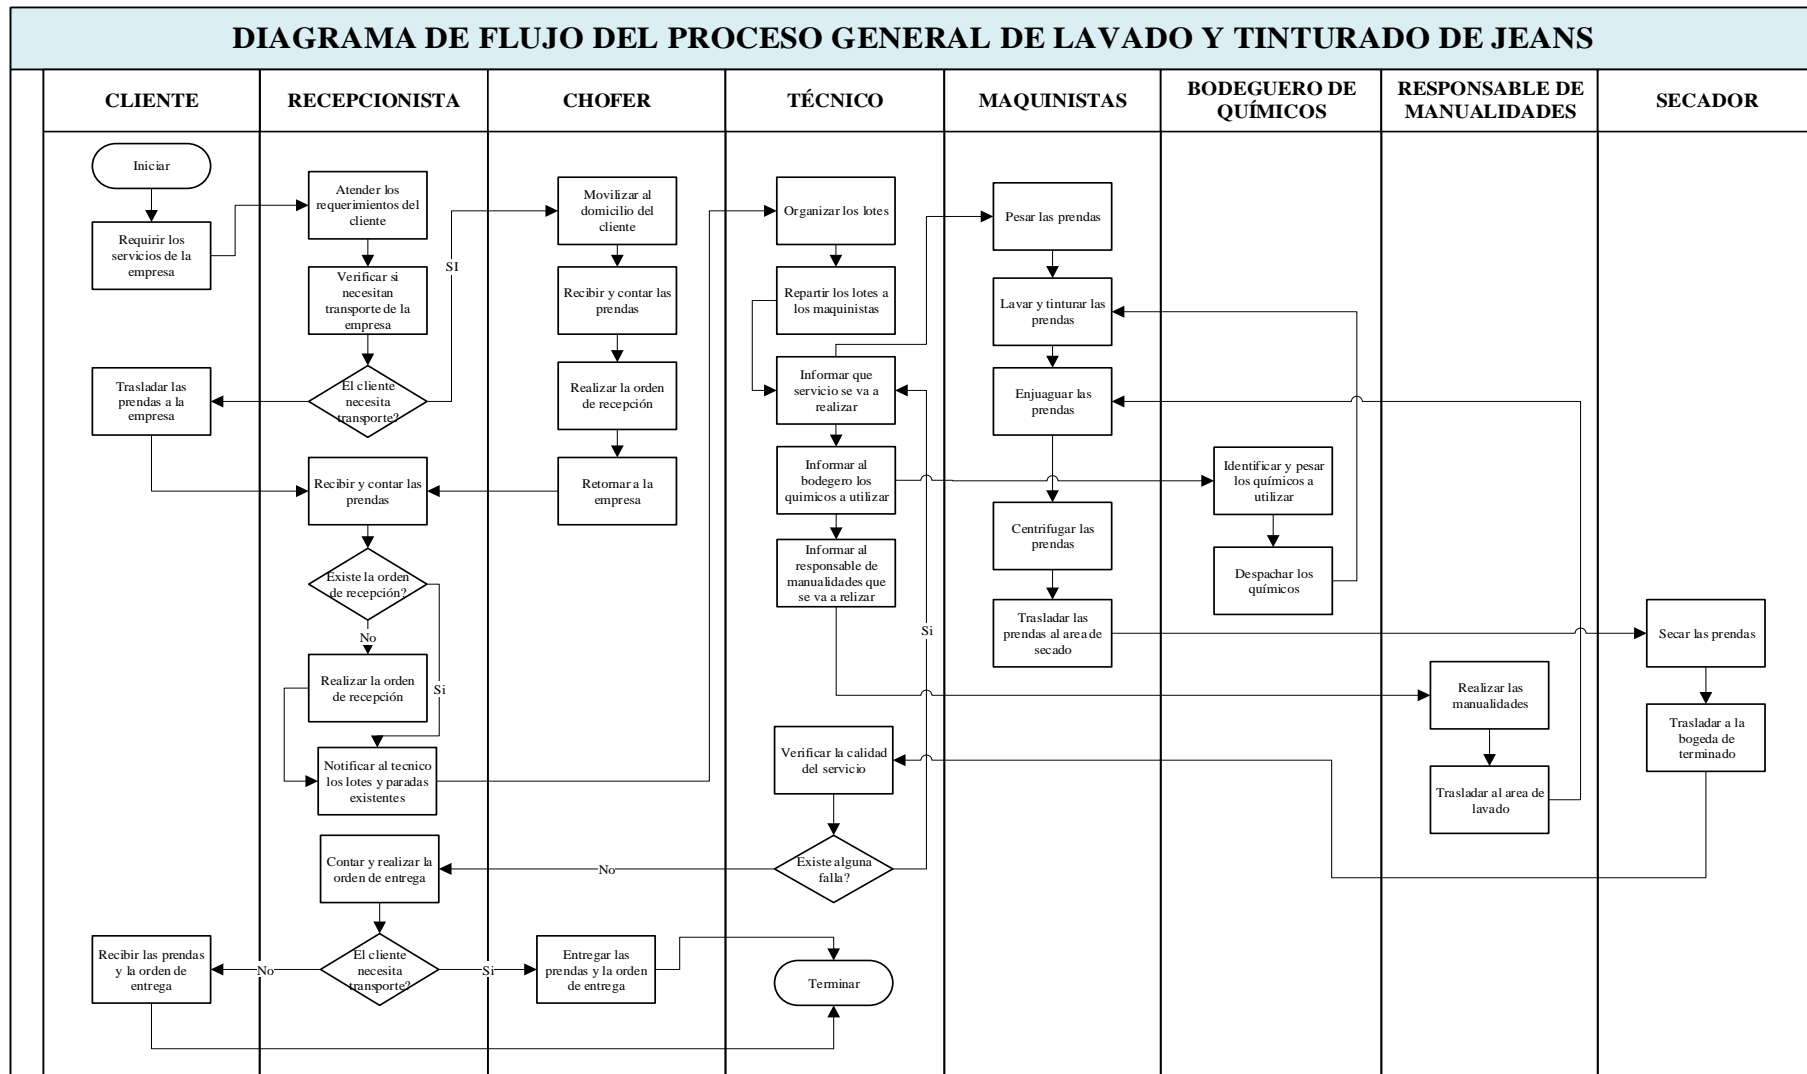 DIAGRAMA DE FLUJO DEL PROCESO GENERAL DE LAVADO Y TINTURADO DE JEANS
CLIENTE
RECEPCIONISTA
CHOFER
TÉCNICO
MAQUINISTAS
BODEGUERO DE
QUÍMICOS
RESPONSABLE DE
MANUALIDADES
SECADOR
Iniciar
Requirir los
servicios de la
empresa
Trasladar las
prendas a la
empresa
Recibir las prendas
y la orden de
entrega
Atender los
requerimientos del
cliente
Verificar si
necesitan
transporte de la
empresa
El cliente
necesita
transporte?
SI
Recibir y contar las
prendas
Existe la orden
de recepción?
No
Si
Realizar la orden
de recepción
Notificar al tecnico
los lotes y paradas
existentes
Contar y realizar la
orden de entrega
El cliente
necesita
transporte?
No
Si
Movilizar al
domicilio del
cliente
Recibir y contar las
prendas
Realizar la orden
de recepción
Retornar a la
empresa
No
Entregar las
prendas y la orden
de entrega
Organizar los lotes
Repartir los lotes a
los maquinistas
Informar que
servicio se va a
realizar
Informar al
bodegero los
quimicos a utilizar
Informar al
responsable de
manualidades que
se va a relizar
Si
Verificar la calidad
del servicio
Existe alguna
falla?
Terminar
Pesar las prendas
Lavar y tinturar las
prendas
Enjuaguar las
prendas
Centrifugar las
prendas
Trasladar las
prendas al area de
secado
Identificar y pesar
los químicos a
utilizar
Despachar los
químicos
Realizar las
manualidades
Trasladar al area de
lavado
Secar las prendas
Trasladar a la
bogeda de
terminado